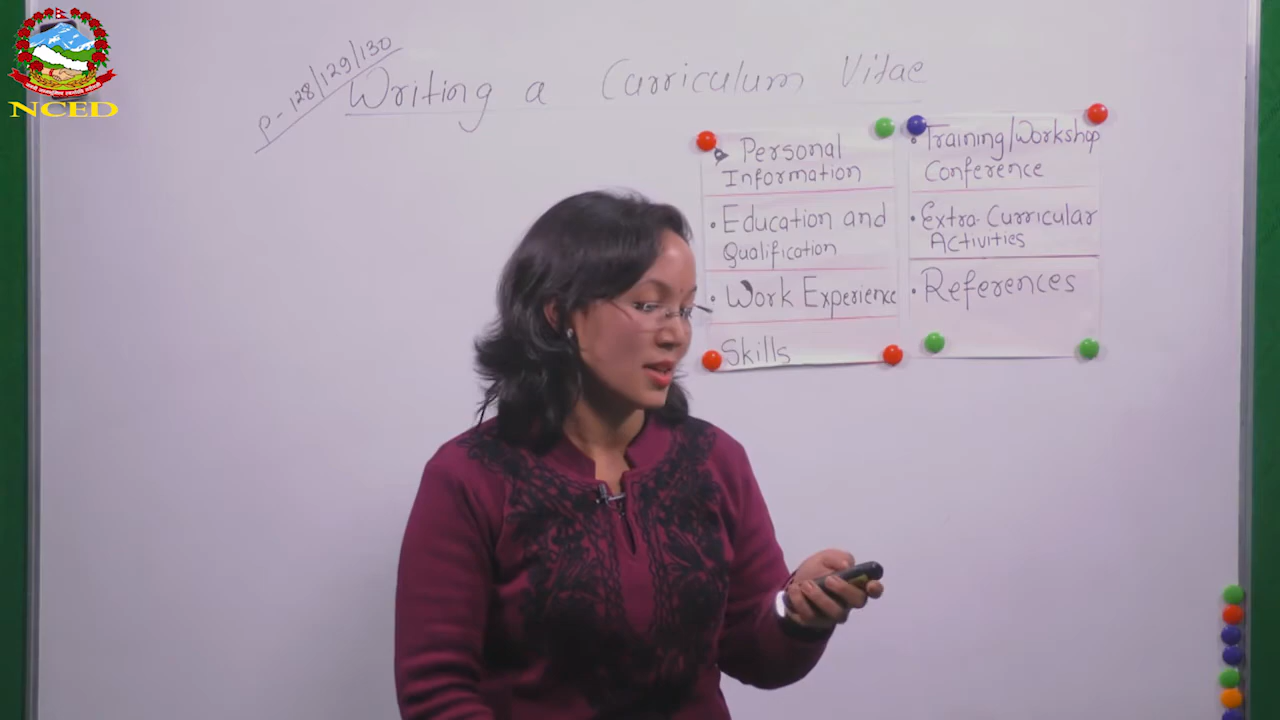 NCED
P-128/129/130
Writing a Curriculum Vitae
Personal
Information
• Education and
Qualification
• Work Experience
Skills
• Training/Workshop
Conference
• Extra-Curricular
Activities
• References